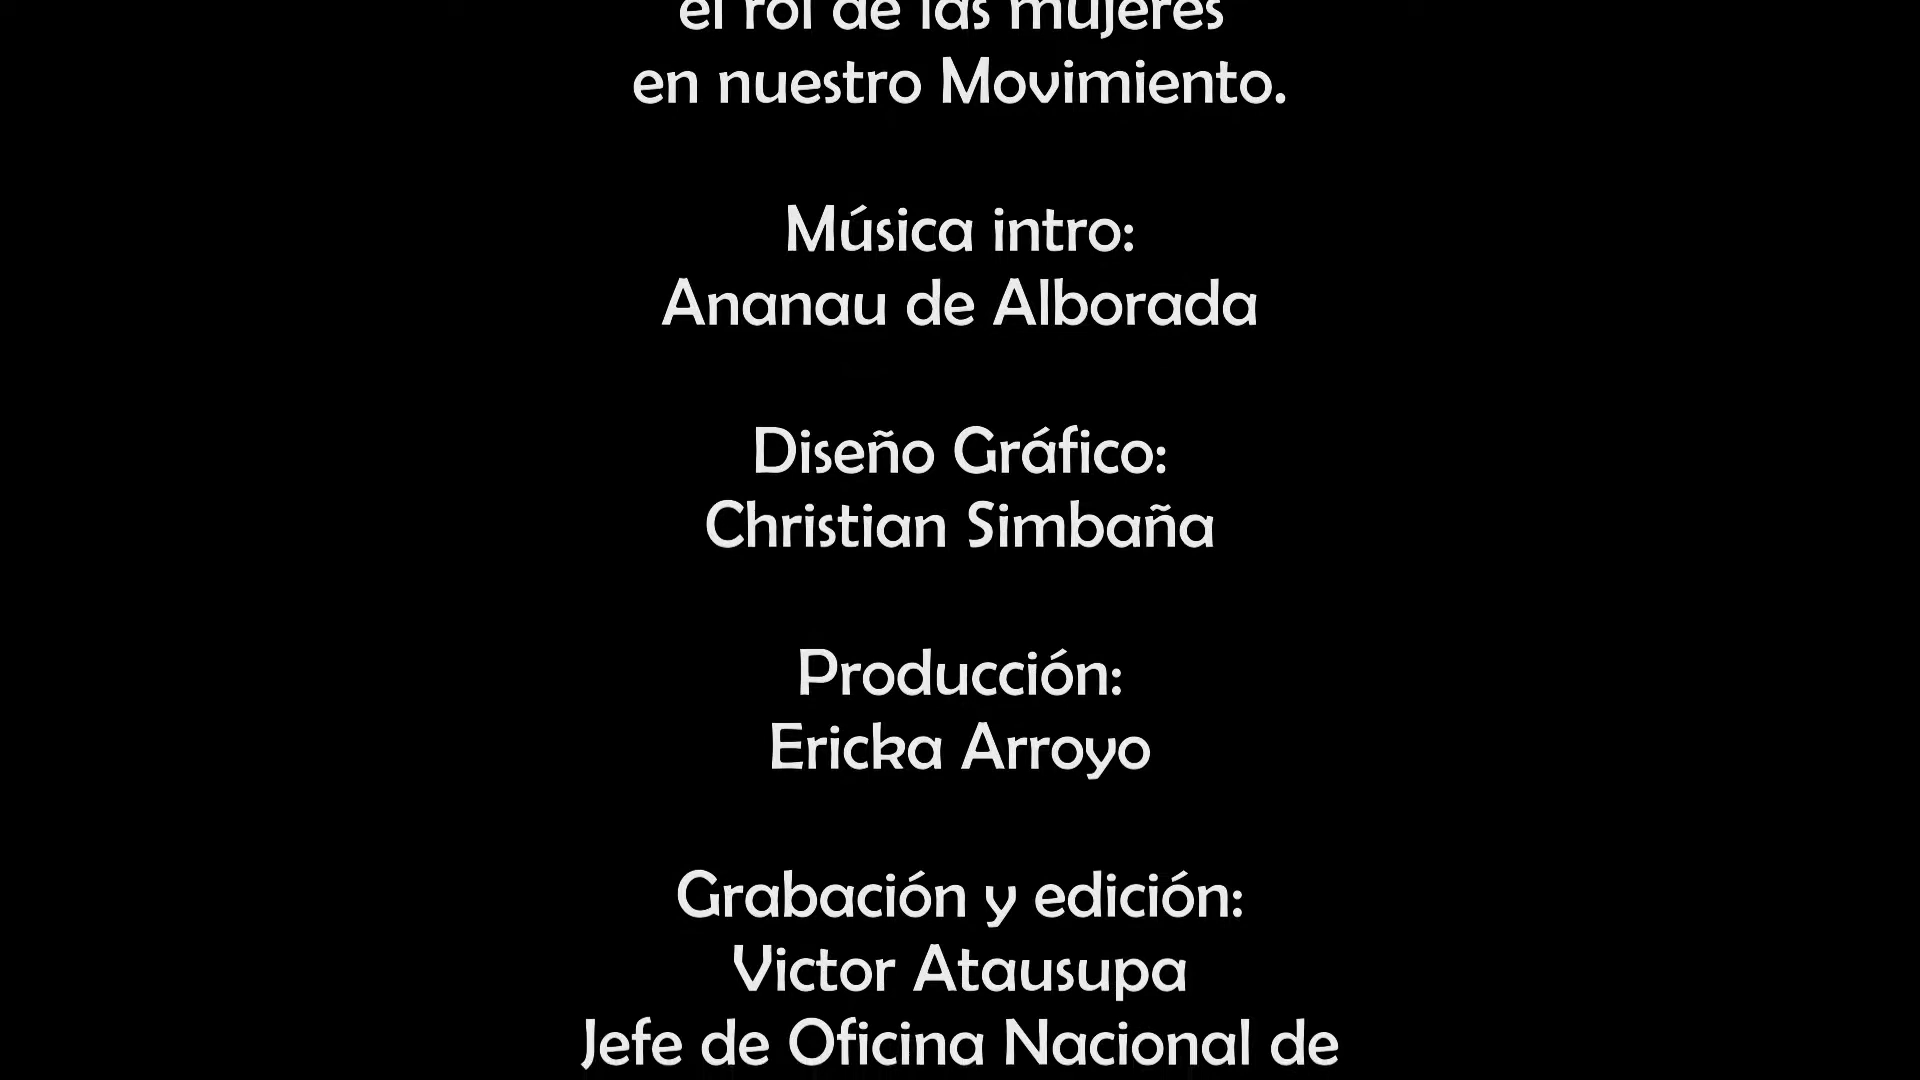 el rol de las mujeres
en nuestro Movimiento.
Música intro:
Ananau de Alborada
Diseño Gráfico:
Christian Simbaña
Producción:
Ericka Arroyo
Grabación y edición:
Victor Atausupa
Jefe de Oficina Nacional de